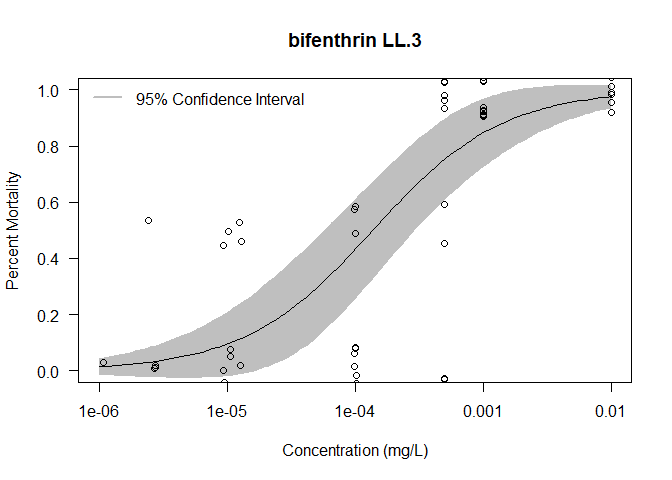 bifenthrin LL.3
95% Confidence Interval
1.0
0.8
0.6
0.4
0.2
0.0
Percent Mortality
1e-06 1e-05 1e-04 0.001 0.01
Concentration (mg/L)